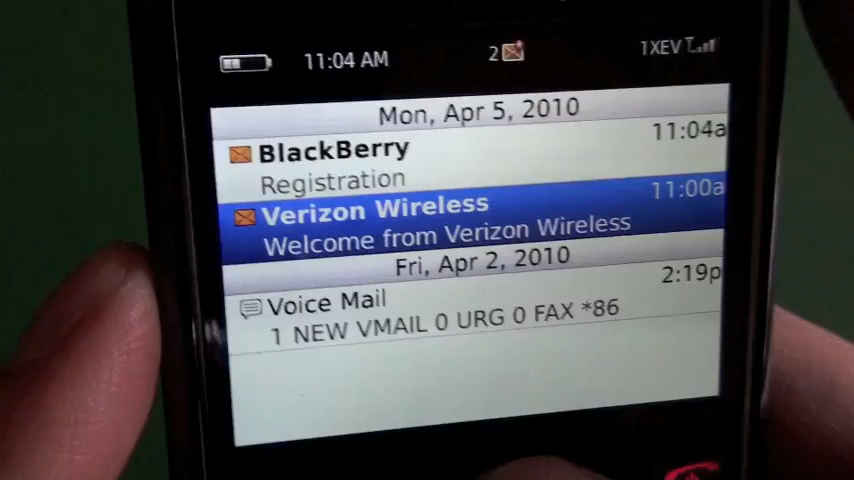 11:04 AM 2 1XEV
Mon, Apr 5, 2010
BlackBerry 11:04a
Registration
Verizon Wireless 11:00a
Welcome from Verizon Wireless
Fri, Apr 2, 2010
Voice Mail 2:19p
1 NEW VMAIL 0 URG 0 FAX *86